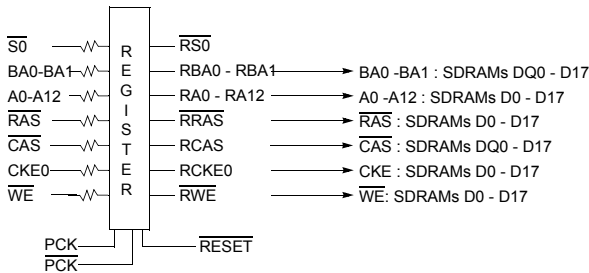 S0 REGISTER RS0
BA0-BA1 RBA0 - RBA1 BA0 -BA1 : SDRAMs DQ0 - D17
A0-A12 RA0 - RA12 A0 -A12 : SDRAMs D0 - D17
RAS RRAS RAS : SDRAMs D0 - D17
CAS RCAS CAS : SDRAMs DQ0 - D17
CKE0 RCKE0 CKE : SDRAMs D0 - D17
WE RWE WE: SDRAMs D0 - D17
PCK RESET
PCK